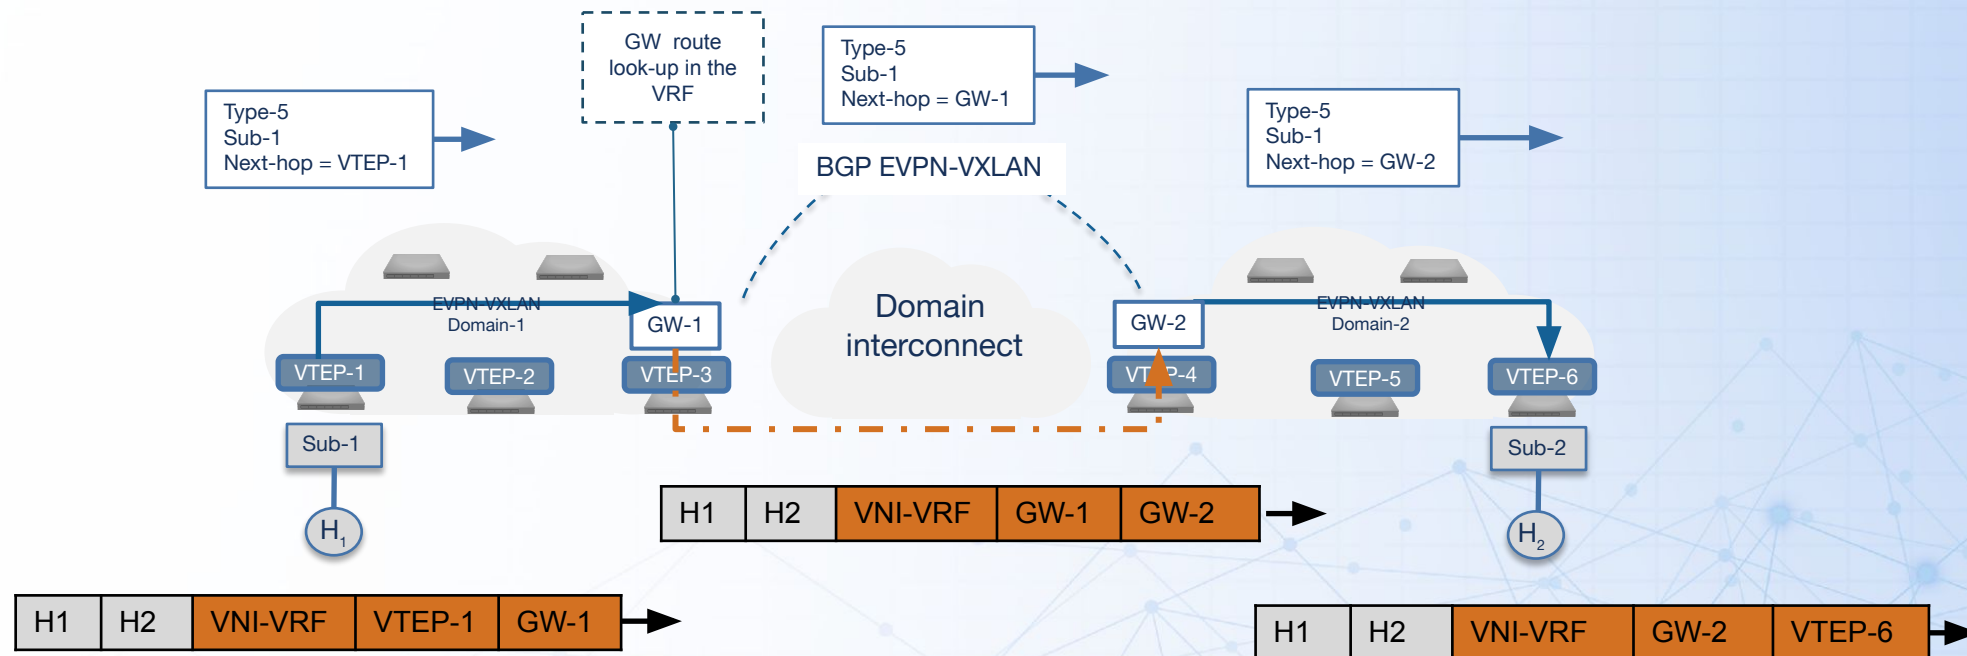 GW route
look-up in the
VRF
Type-5
Sub-1
Next-hop = GW-1
Type-5
Sub-1
Next-hop = VTEP-1
Type-5
Sub-1
Next-hop = GW-2
BGP EVPN-VXLAN
EVPN-VXLAN
Domain-1
GW-1
Domain
interconnect
GW-2
EVPN-VXLAN
Domain-2
VTEP-1
VTEP-2
VTEP-3
VTEP-4
VTEP-5
VTEP-6
Sub-1
Sub-2
H1
H2
H1 H2 VNI-VRF GW-1 GW-2
H1 H2 VNI-VRF VTEP-1 GW-1
H1 H2 VNI-VRF GW-2 VTEP-6